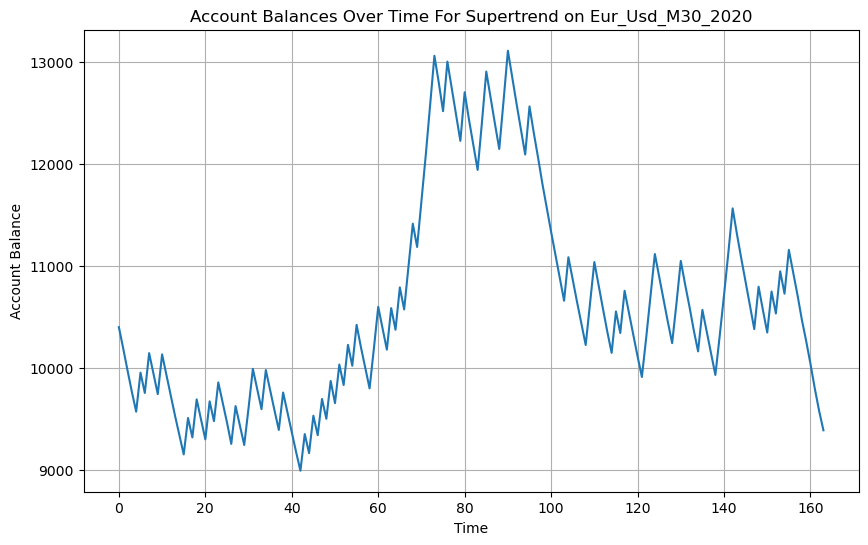 Account Balances Over Time For Supertrend on Eur_Usd_M30_2020
13000
12000
11000
10000
9000
Account Balance
0 20 40 60 80 100 120 140 160
Time